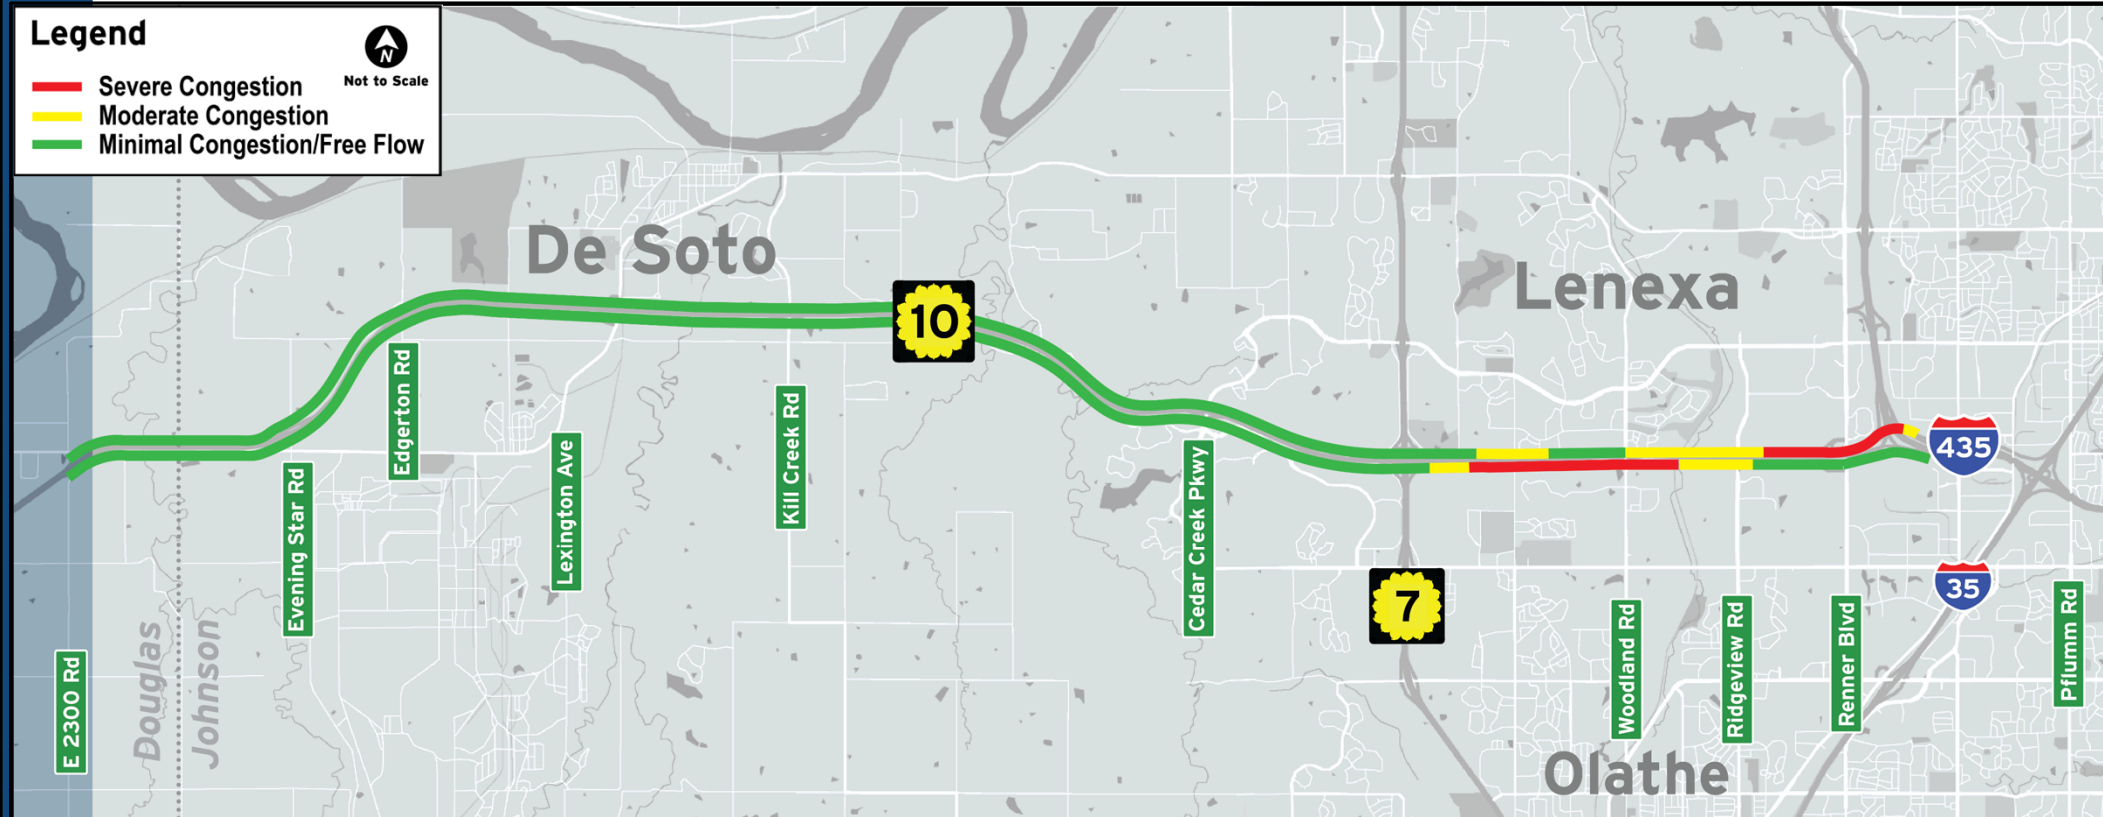 Legend
N
Not to Scale
Severe Congestion
Moderate Congestion
Minimal Congestion/Free Flow
De Soto
10
Lenexa
Edgerton Rd
Evening Star Rd
Lexington Ave
Kill Creek Rd
Cedar Creek Pkwy
435
7
35
E 2300 Rd
Douglas
Johnson
Woodland Rd
Ridgeview Rd
Renner Blvd
Pflumm Rd
Olathe